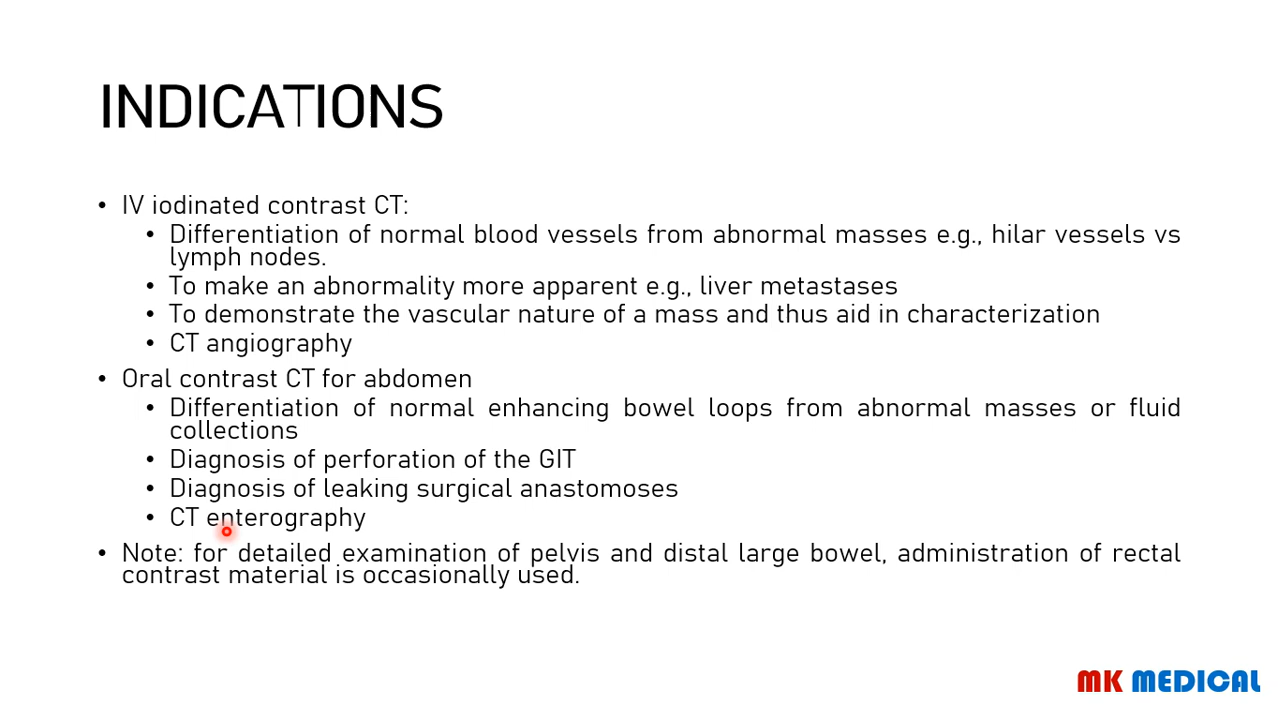 INDICATIONS
• IV iodinated contrast CT:
• Differentiation of normal blood vessels from abnormal masses e.g., hilar vessels vs
lymph nodes.
• To make an abnormality more apparent e.g., liver metastases
• To demonstrate the vascular nature of a mass and thus aid in characterization
• CT angiography
• Oral contrast CT for abdomen
• Differentiation of normal enhancing bowel loops from abnormal masses or fluid
collections
• Diagnosis of perforation of the GIT
• Diagnosis of leaking surgical anastomoses
• CT enterography
• Note: for detailed examination of pelvis and distal large bowel, administration of rectal
contrast material is occasionally used.
MK MEDICAL